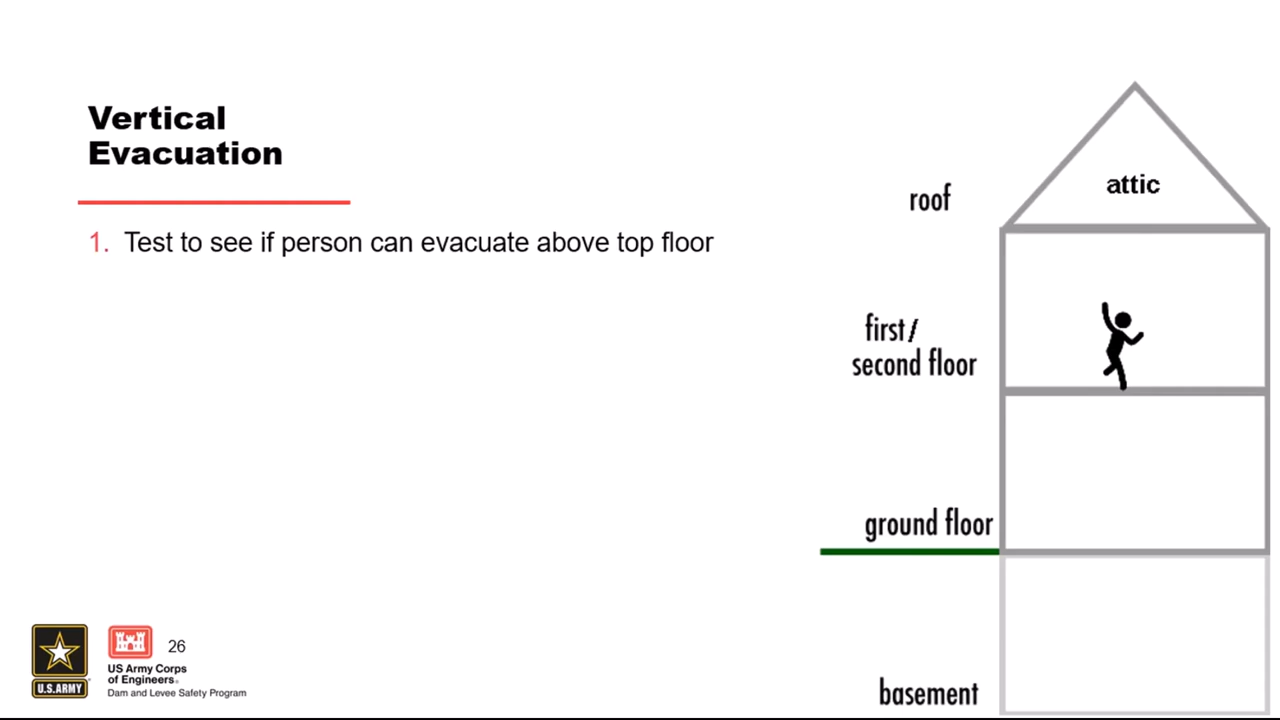 Vertical
Evacuation
1. Test to see if person can evacuate above top floor
attic
roof
first/
second floor
ground floor
basement
U.S.ARMY
US Army Corps
of Engineers®
Dam and Levee Safety Program
26